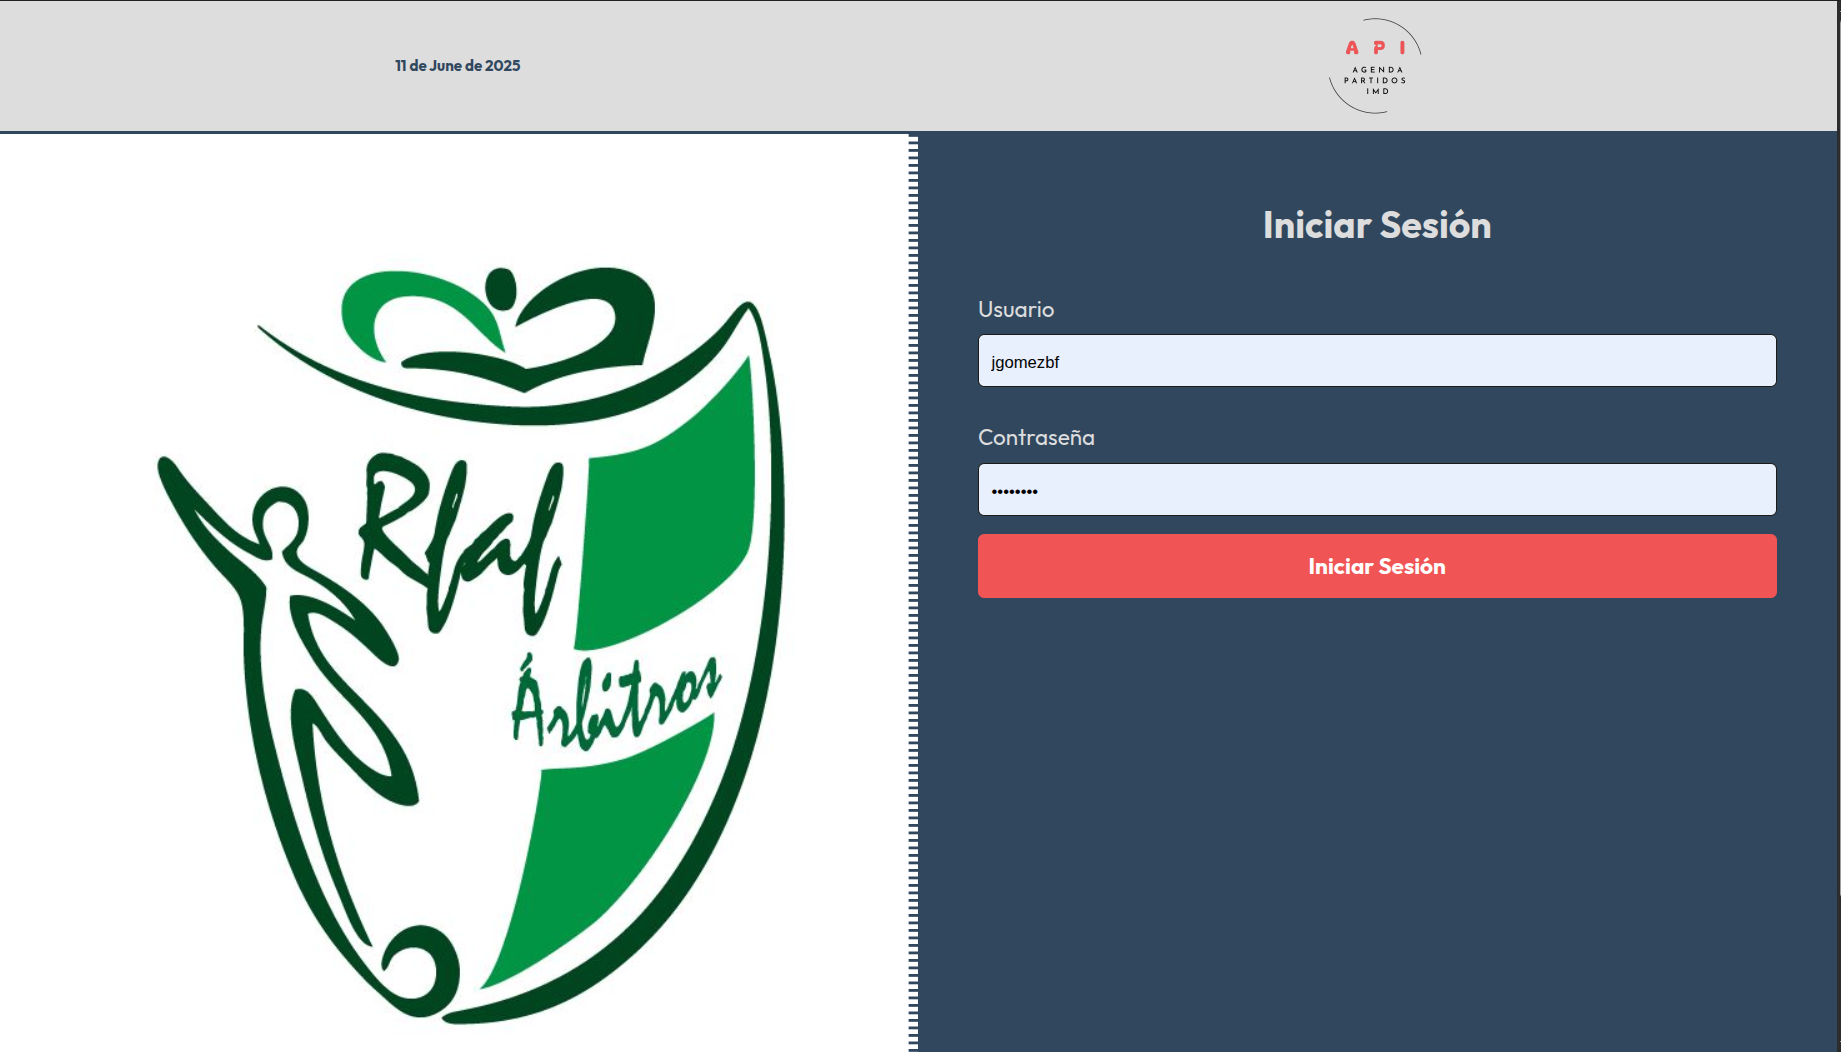 11 de June de 2025
API
AGENDA
PARTIDOS
IMD
Rfaf
Árbitros
Iniciar Sesión
Usuario
jgomezbf
Contraseña
••••••••
Iniciar Sesión